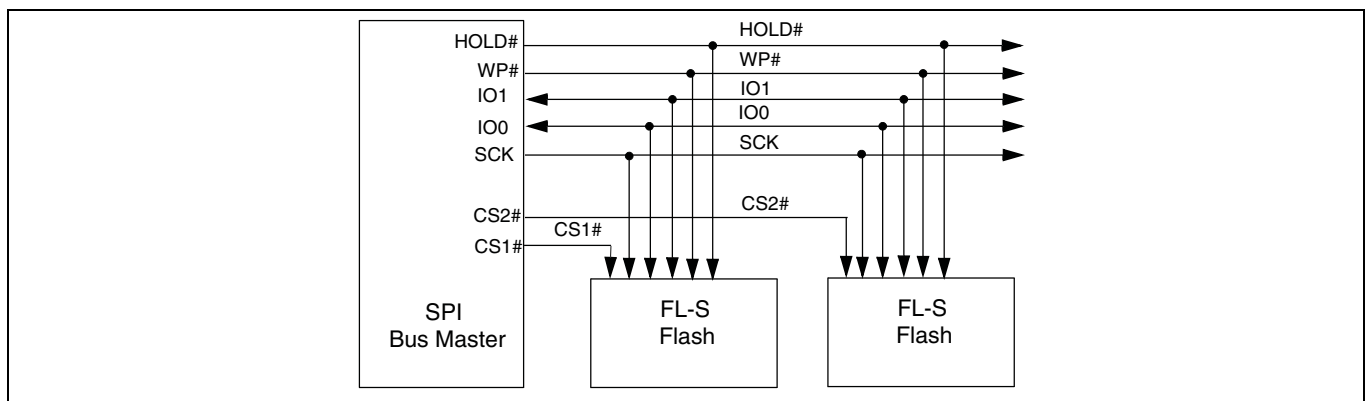 HOLD# HOLD#
WP# WP#
IO1 IO1
IO0 IO0
SCK SCK
CS2# CS2#
CS1# CS1#
SPI
Bus Master
FL-S
Flash
FL-S
Flash